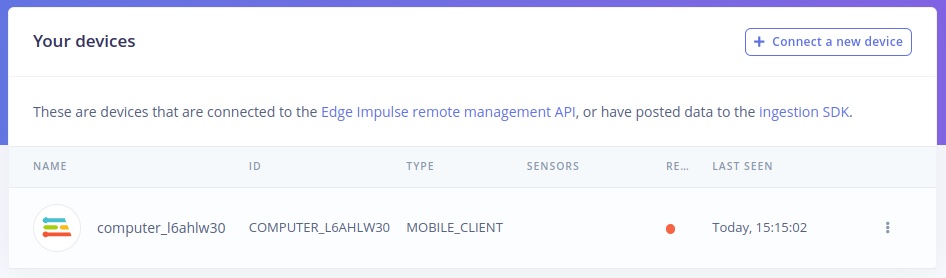 Your devices
+ Connect a new device
These are devices that are connected to the Edge Impulse remote management API, or have posted data to the ingestion SDK.
NAME ID TYPE SENSORS RE... LAST SEEN
computer_l6ahlw30 COMPUTER_L6AHLW30 MOBILE_CLIENT Today, 15:15:02